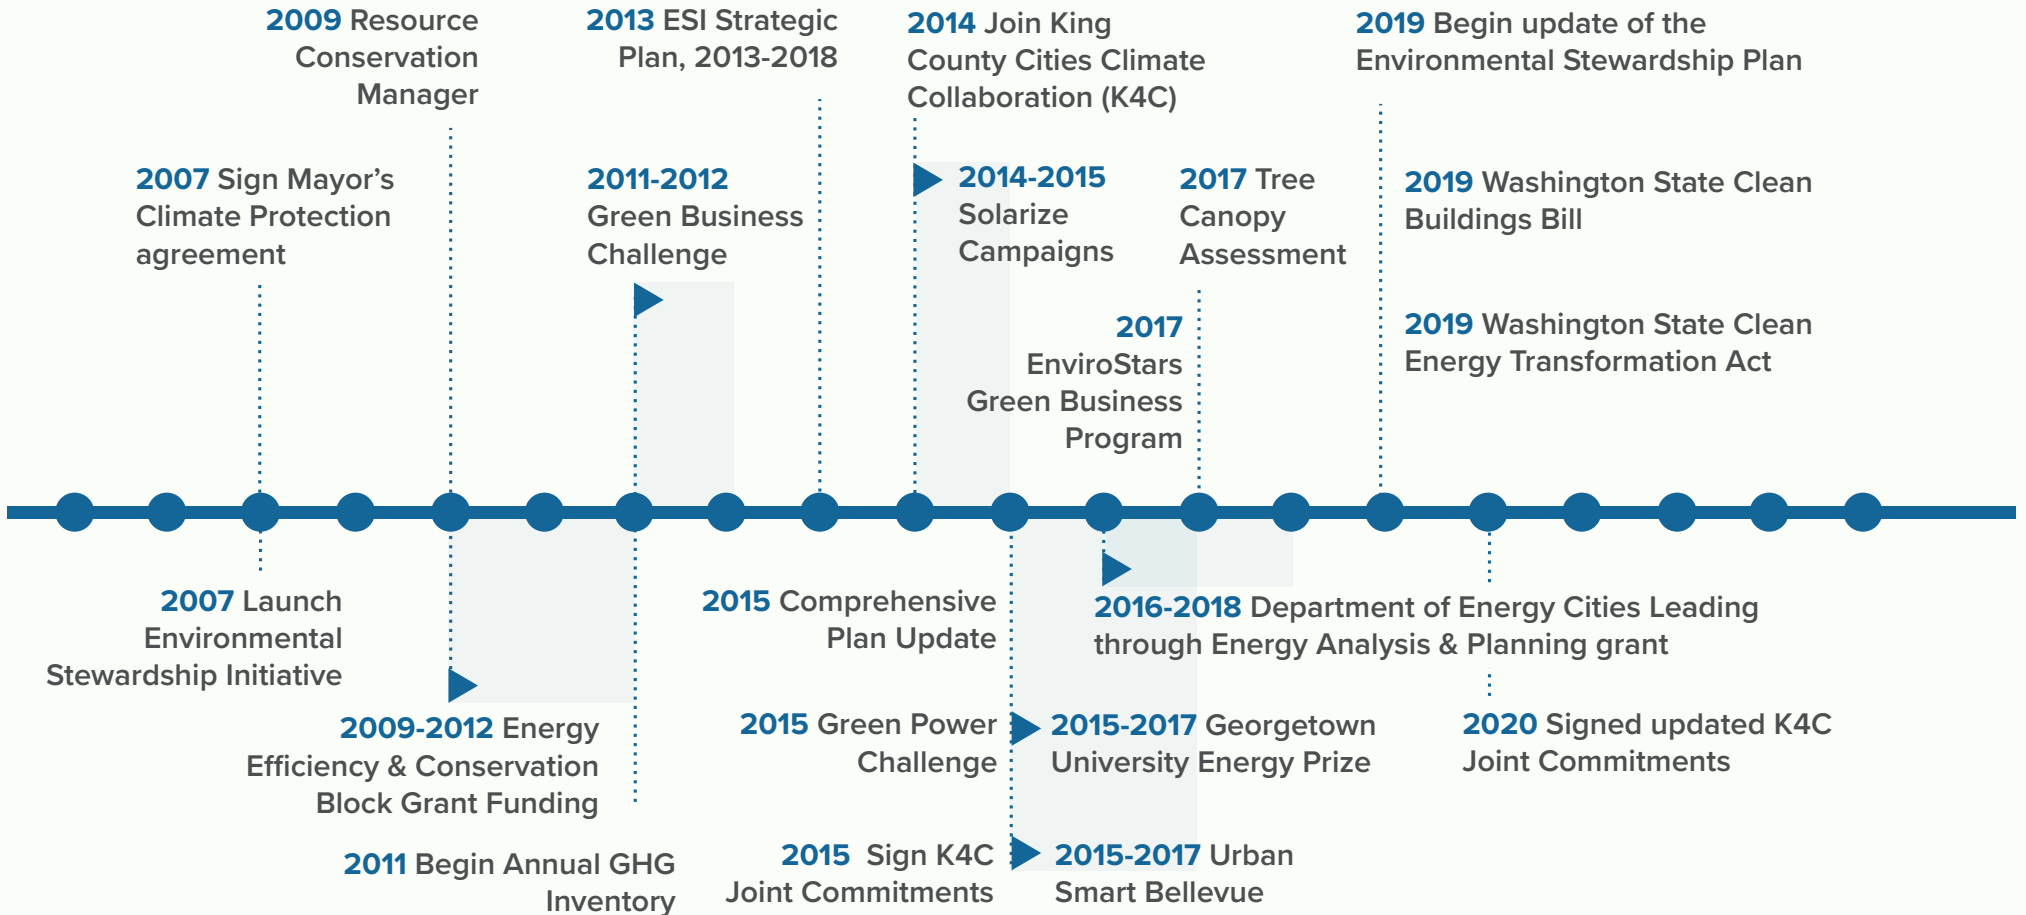 2009 Resource
Conservation
Manager
2013 ESI Strategic
Plan, 2013-2018
2014 Join King
County Cities Climate
Collaboration (K4C)
2019 Begin update of the
Environmental Stewardship Plan
2007 Sign Mayor’s
Climate Protection
agreement
2011-2012
Green Business
Challenge
2014-2015
Solarize
Campaigns
2017 Tree
Canopy
Assessment
2019 Washington State Clean
Buildings Bill
2017
EnviroStars
Green Business
Program
2019 Washington State Clean
Energy Transformation Act
2007 Launch
Environmental
Stewardship Initiative
2015 Comprehensive
Plan Update
2016-2018 Department of Energy Cities Leading
through Energy Analysis & Planning grant
2009-2012 Energy
Efficiency & Conservation
Block Grant Funding
2015 Green Power
Challenge
2015-2017 Georgetown
University Energy Prize
2020 Signed updated K4C
Joint Commitments
2011 Begin Annual GHG
Inventory
2015 Sign K4C
Joint Commitments
2015-2017 Urban
Smart Bellevue